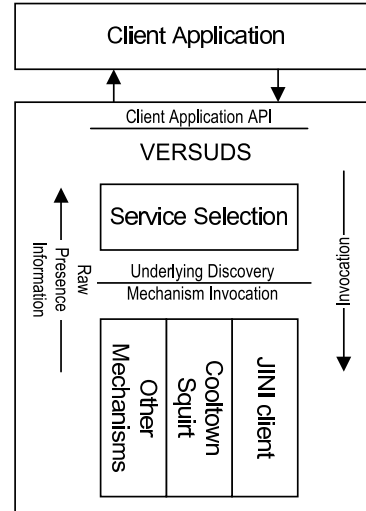 Client Application
Client Application API
VERSUDS
Service Selection
Raw
Presence
Information
Underlying Discovery
Mechanism Invocation
Invocation
Other
Mechanisms
Cooltown
Squirt
JINI client